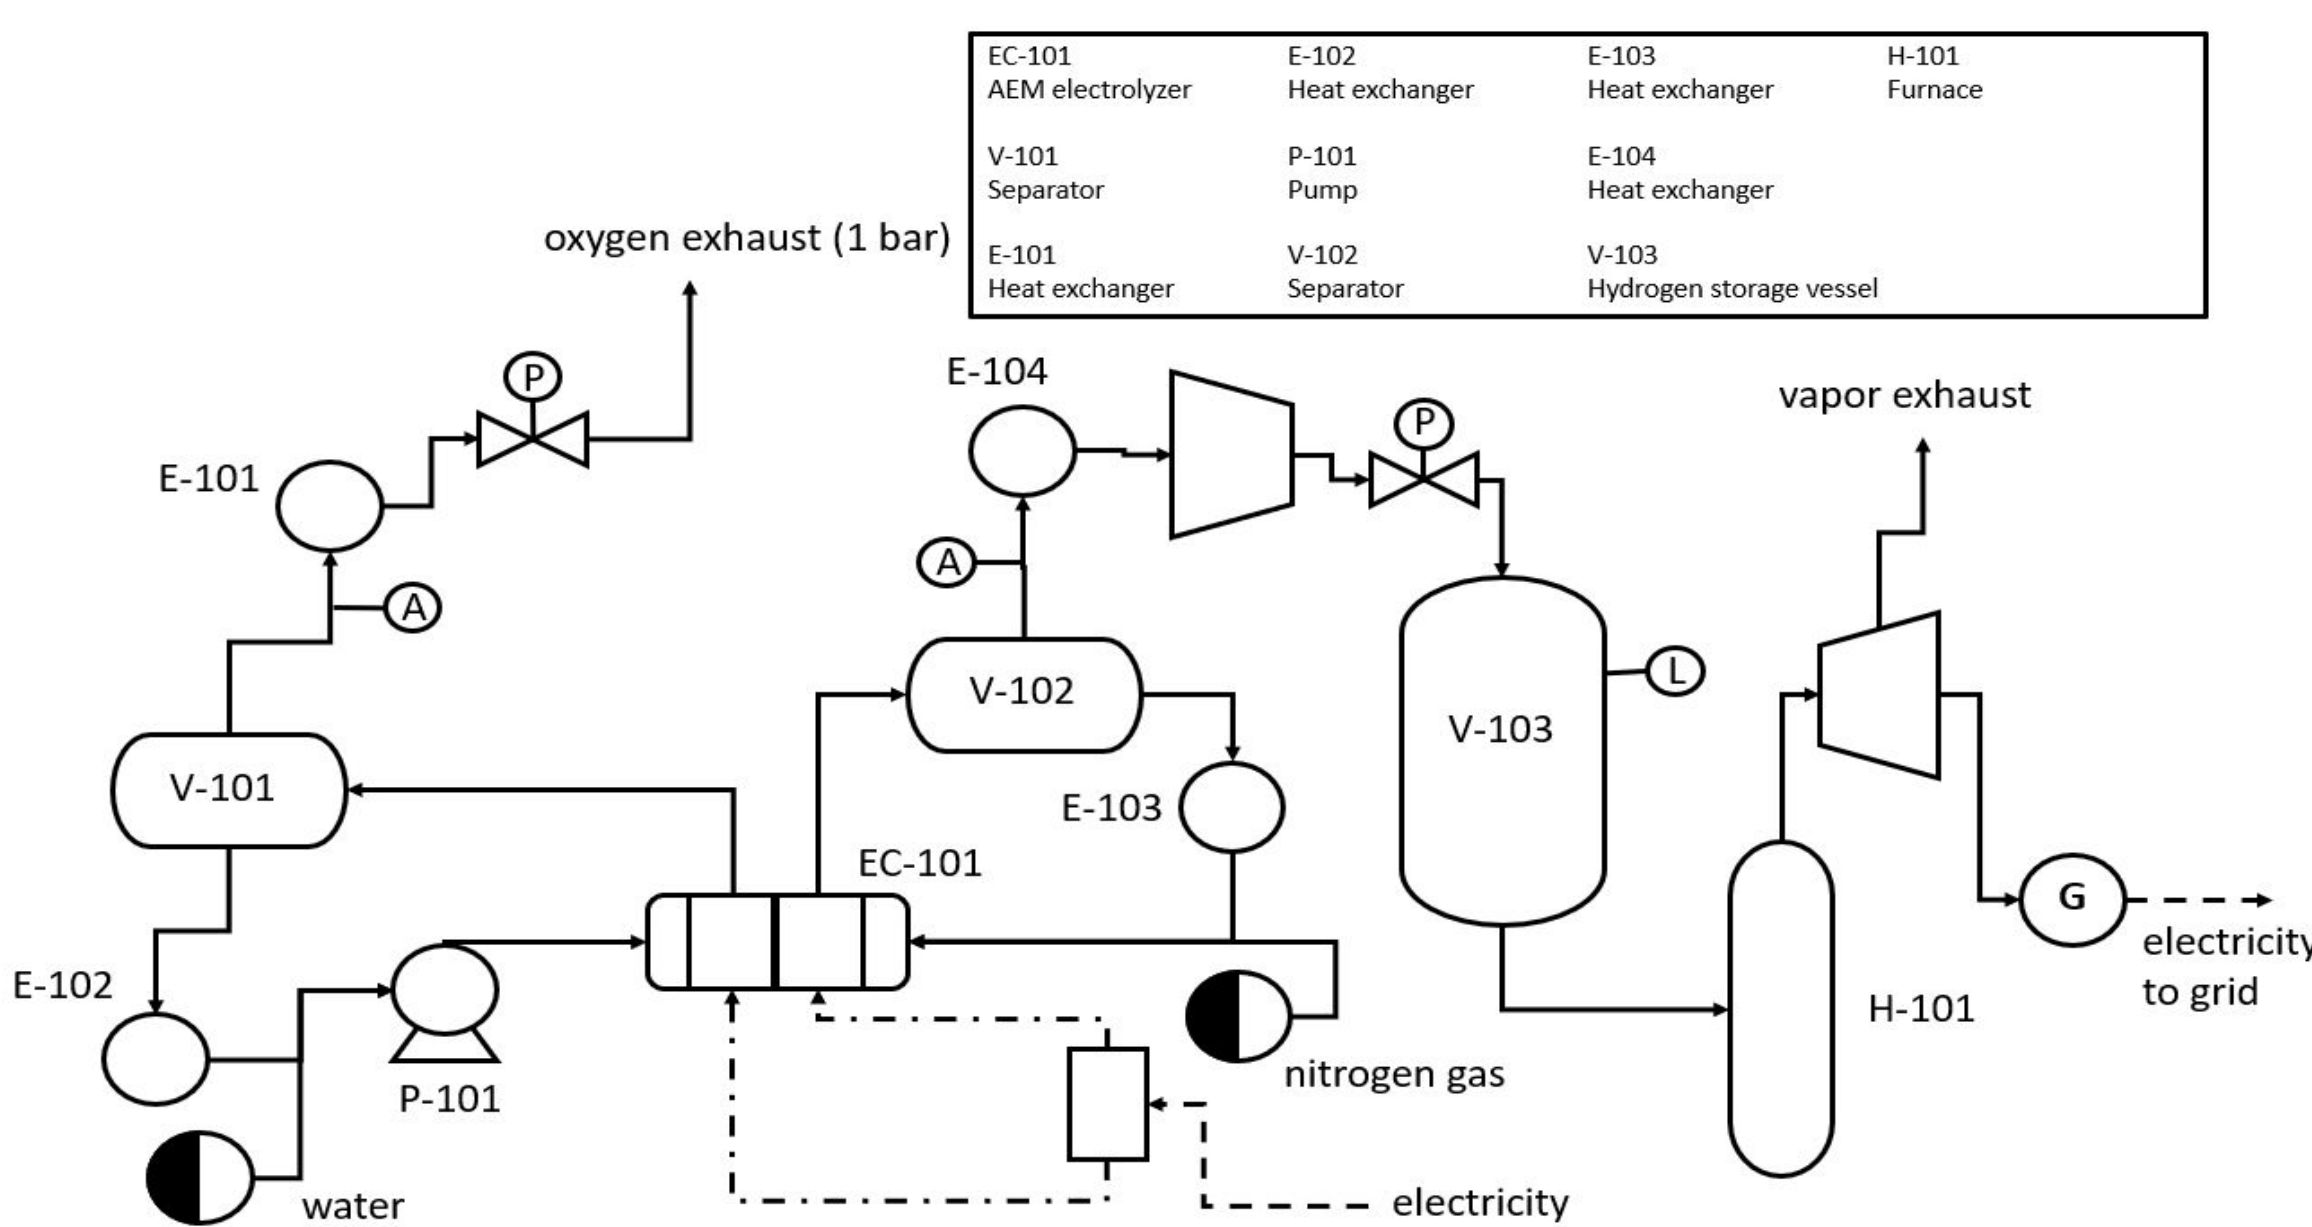 EC-101
AEM electrolyzer
E-102
Heat exchanger
E-103
Heat exchanger
H-101
Furnace
V-101
Separator
P-101
Pump
E-104
Heat exchanger
E-101
Heat exchanger
V-102
Separator
V-103
Hydrogen storage vessel
oxygen exhaust (1 bar)
P
E-101
A
V-101
E-102
P-101
water
E-104
P
A
V-102
E-103
EC-101
nitrogen gas
electricity
V-103
L
vapor exhaust
G
electricity
to grid
H-101